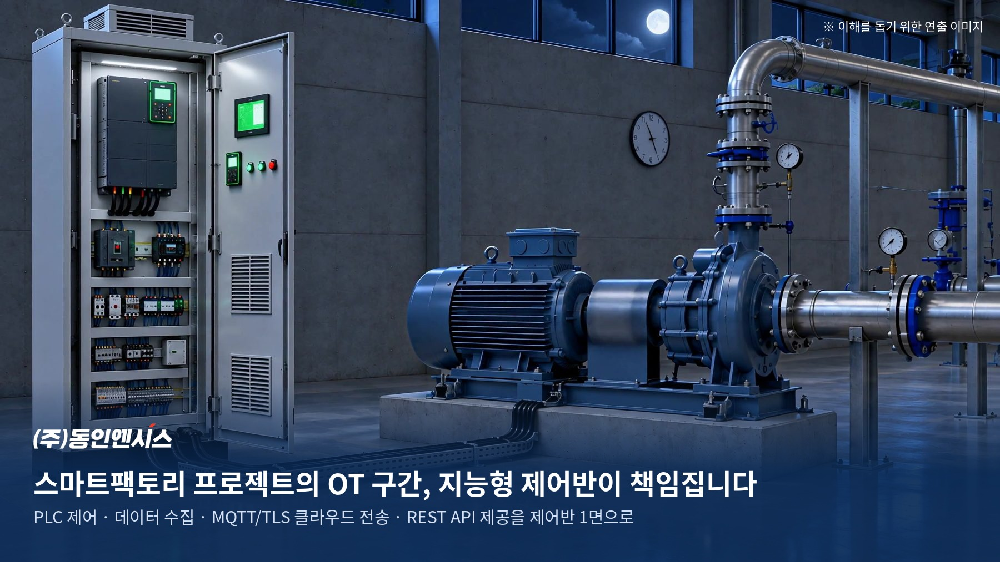 ※ 이해를 돕기 위한 연출 이미지
(주)동인엔시스
스마트팩토리 프로젝트의 OT 구간, 지능형 제어반이 책임집니다
PLC 제어 · 데이터 수집 · MQTT/TLS 클라우드 전송 · REST API 제공을 제어반 1면으로